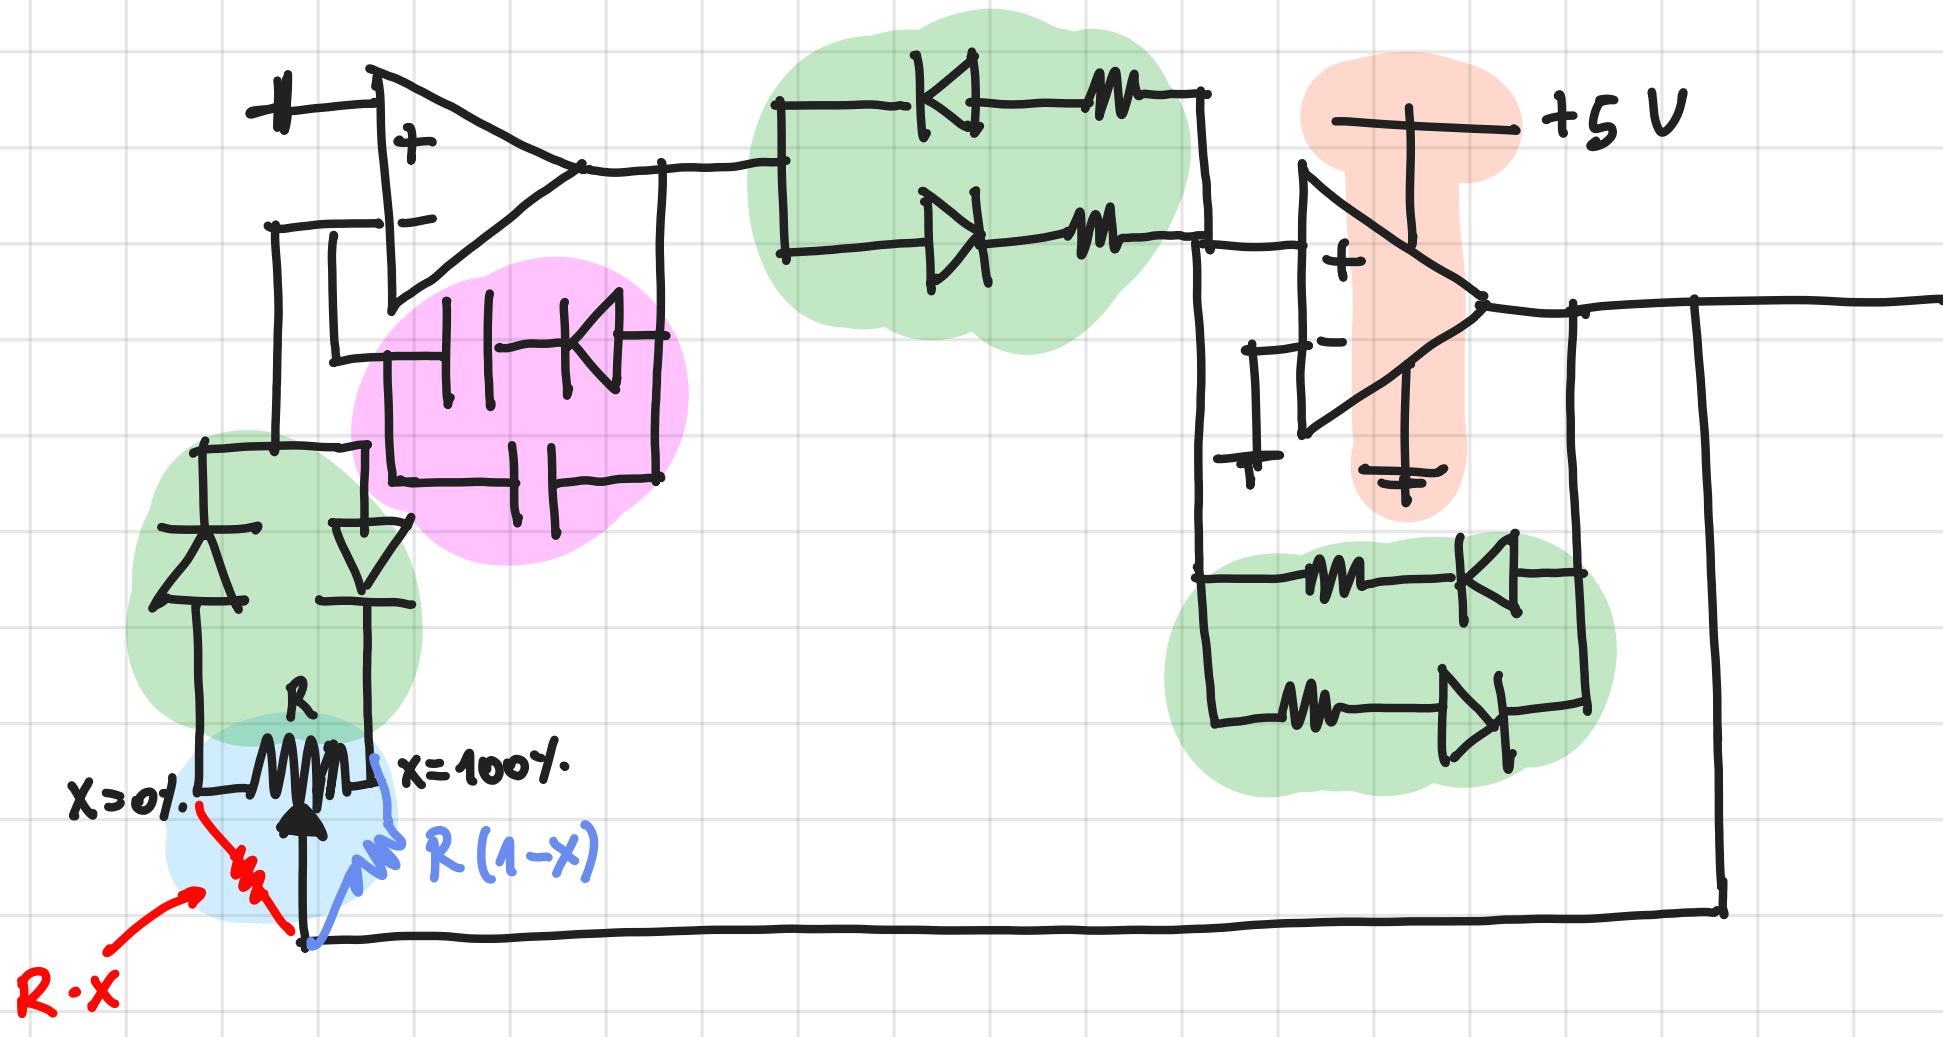 +5 V
+
-
+
-
R
X=0%.
X=100%.
R(1-X)
R·X